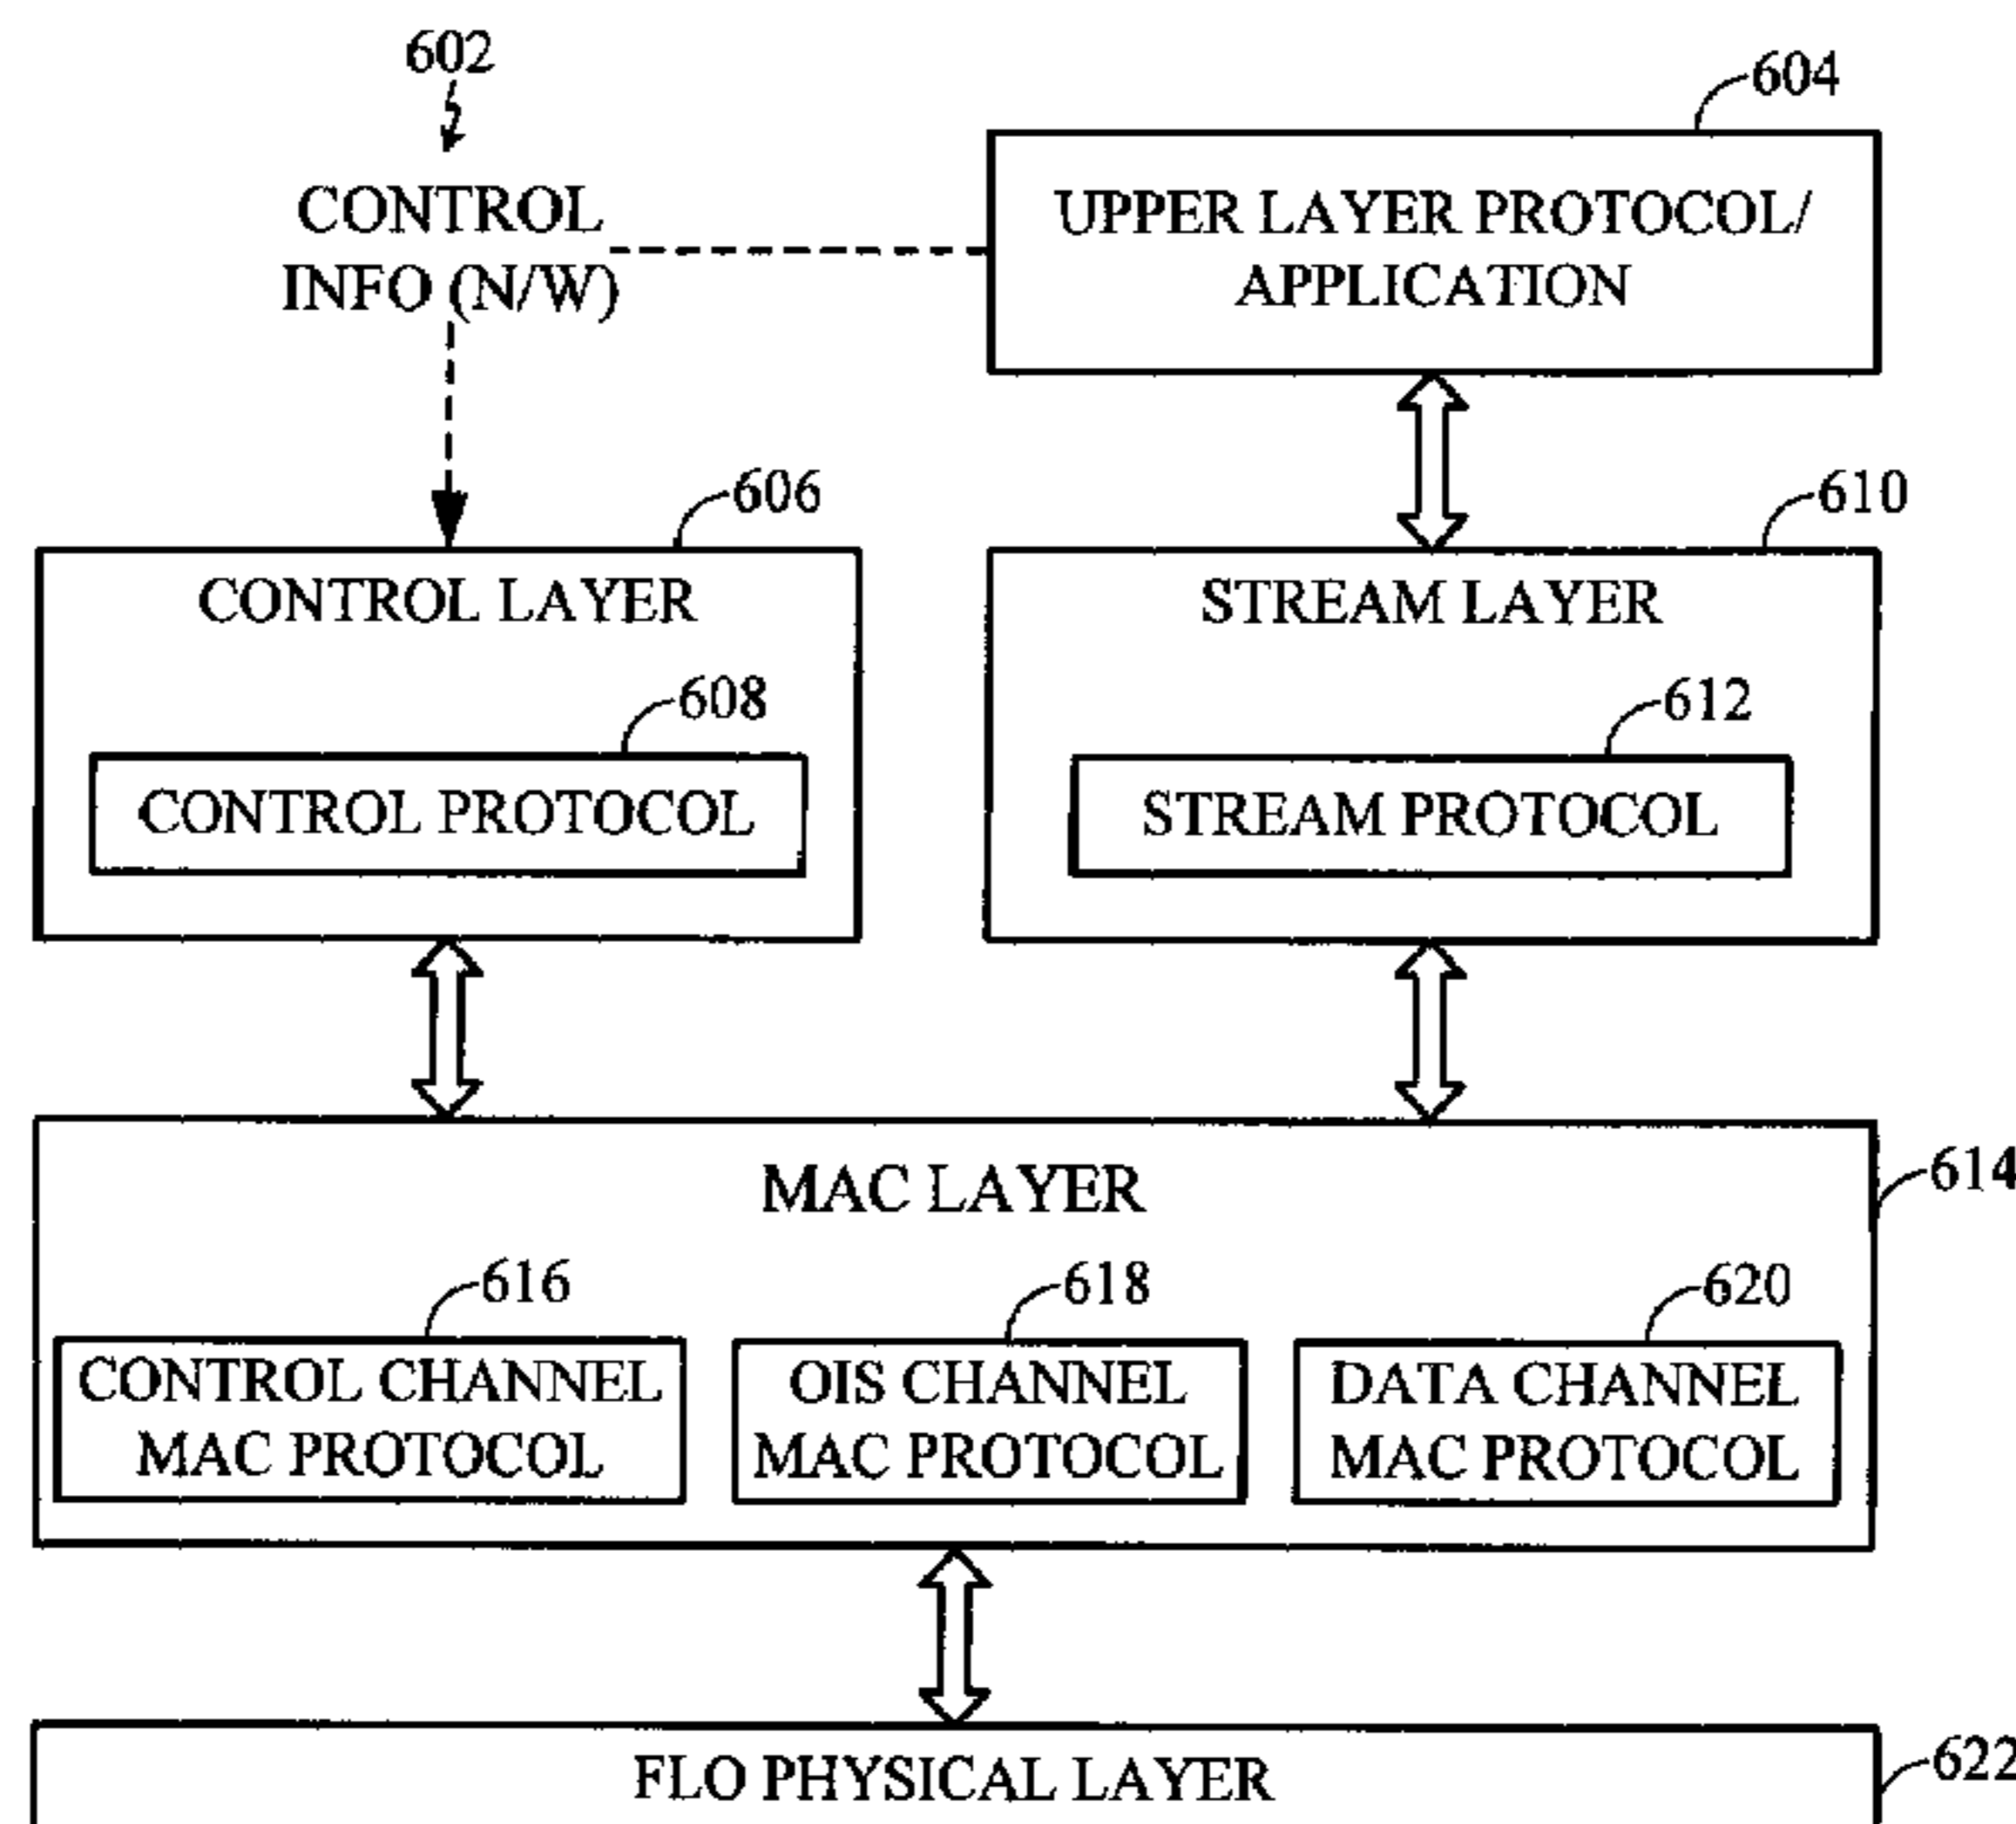 602
604
CONTROL
INFO (N/W)
UPPER LAYER PROTOCOL/
APPLICATION
606
610
CONTROL LAYER
STREAM LAYER
608
612
CONTROL PROTOCOL
STREAM PROTOCOL
614
MAC LAYER
616
618
620
CONTROL CHANNEL
MAC PROTOCOL
OIS CHANNEL
MAC PROTOCOL
DATA CHANNEL
MAC PROTOCOL
622
FLO PHYSICAL LAYER